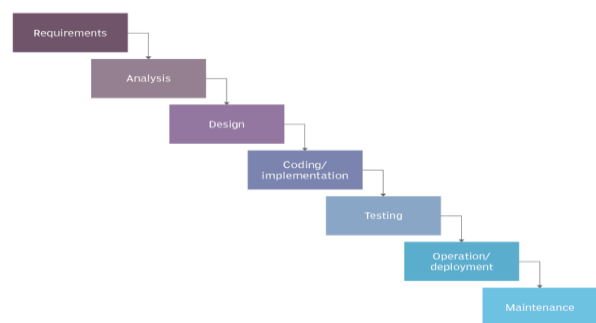 Requirements
Analysis
Design
Coding/
implementation
Testing
Operation/
deployment
Maintenance